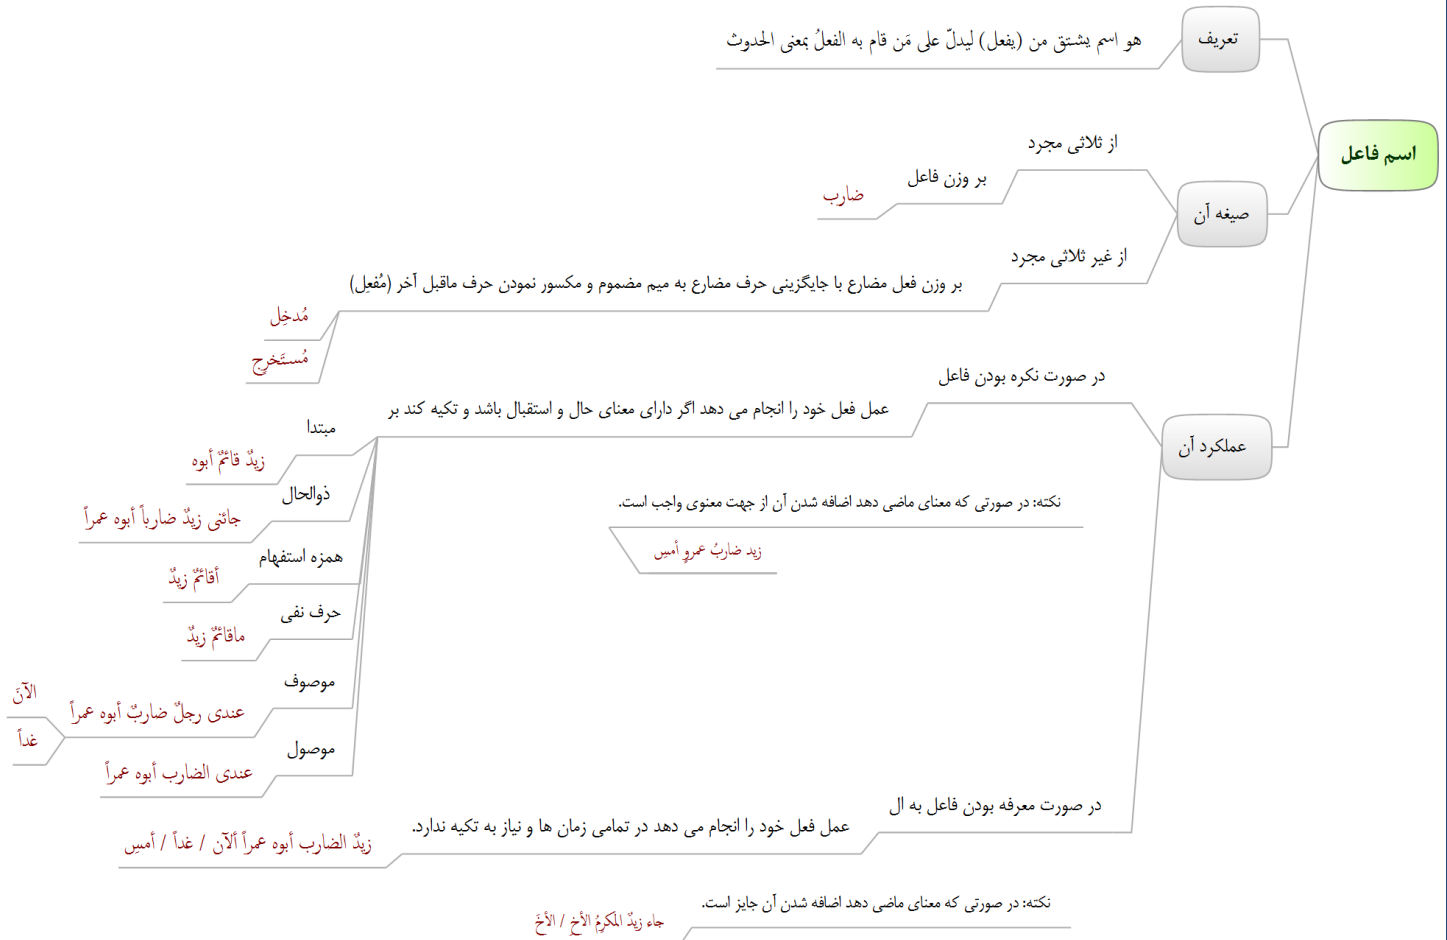 اسم فاعل
تعریف
هو اسم یشتق من (یفعل) لیدلّ علی مَن قام به الفعلُ بمعنی الحدوث
صیغه آن
از ثلاثی مجرد
بر وزن فاعل
ضارب
از غیر ثلاثی مجرد
بر وزن فعل مضارع با جایگزینی حرف مضارع به میم مضموم و مکسور نمودن حرف ماقبل آخر (مُفعِل)
مُدخِل
مُستَخرِج
عملکرد آن
در صورت نکره بودن فاعل
عمل فعل خود را انجام می دهد اگر دارای معنای حال و استقبال باشد و تکیه کند بر
مبتدا
زیدٌ قائمٌ أبوه
ذوالحال
جائنی زیدٌ ضارباً أبوه عمراً
همزه استفهام
أقائمٌ زیدٌ
حرف نفی
ماقائمٌ زیدٌ
موصوف
عندی رجلٌ ضاربٌ أبوه عمراً
الآنَ
غداً
موصول
عندی الضارب أبوه عمراً
نکته: در صورتی که معنای ماضی دهد اضافه شدن آن از جهت معنوی واجب است.
زید ضاربُ عمروٍ أمسِ
در صورت معرفه بودن فاعل به ال
عمل فعل خود را انجام می دهد در تمامی زمان ها و نیاز به تکیه ندارد.
زیدٌ الضارب أبوه عمراً ألآن / غداً / أمسِ
نکته: در صورتی که معنای ماضی دهد اضافه شدن آن جایز است.
جاء زیدٌ المُکرِمُ الأخِ / الأخَ